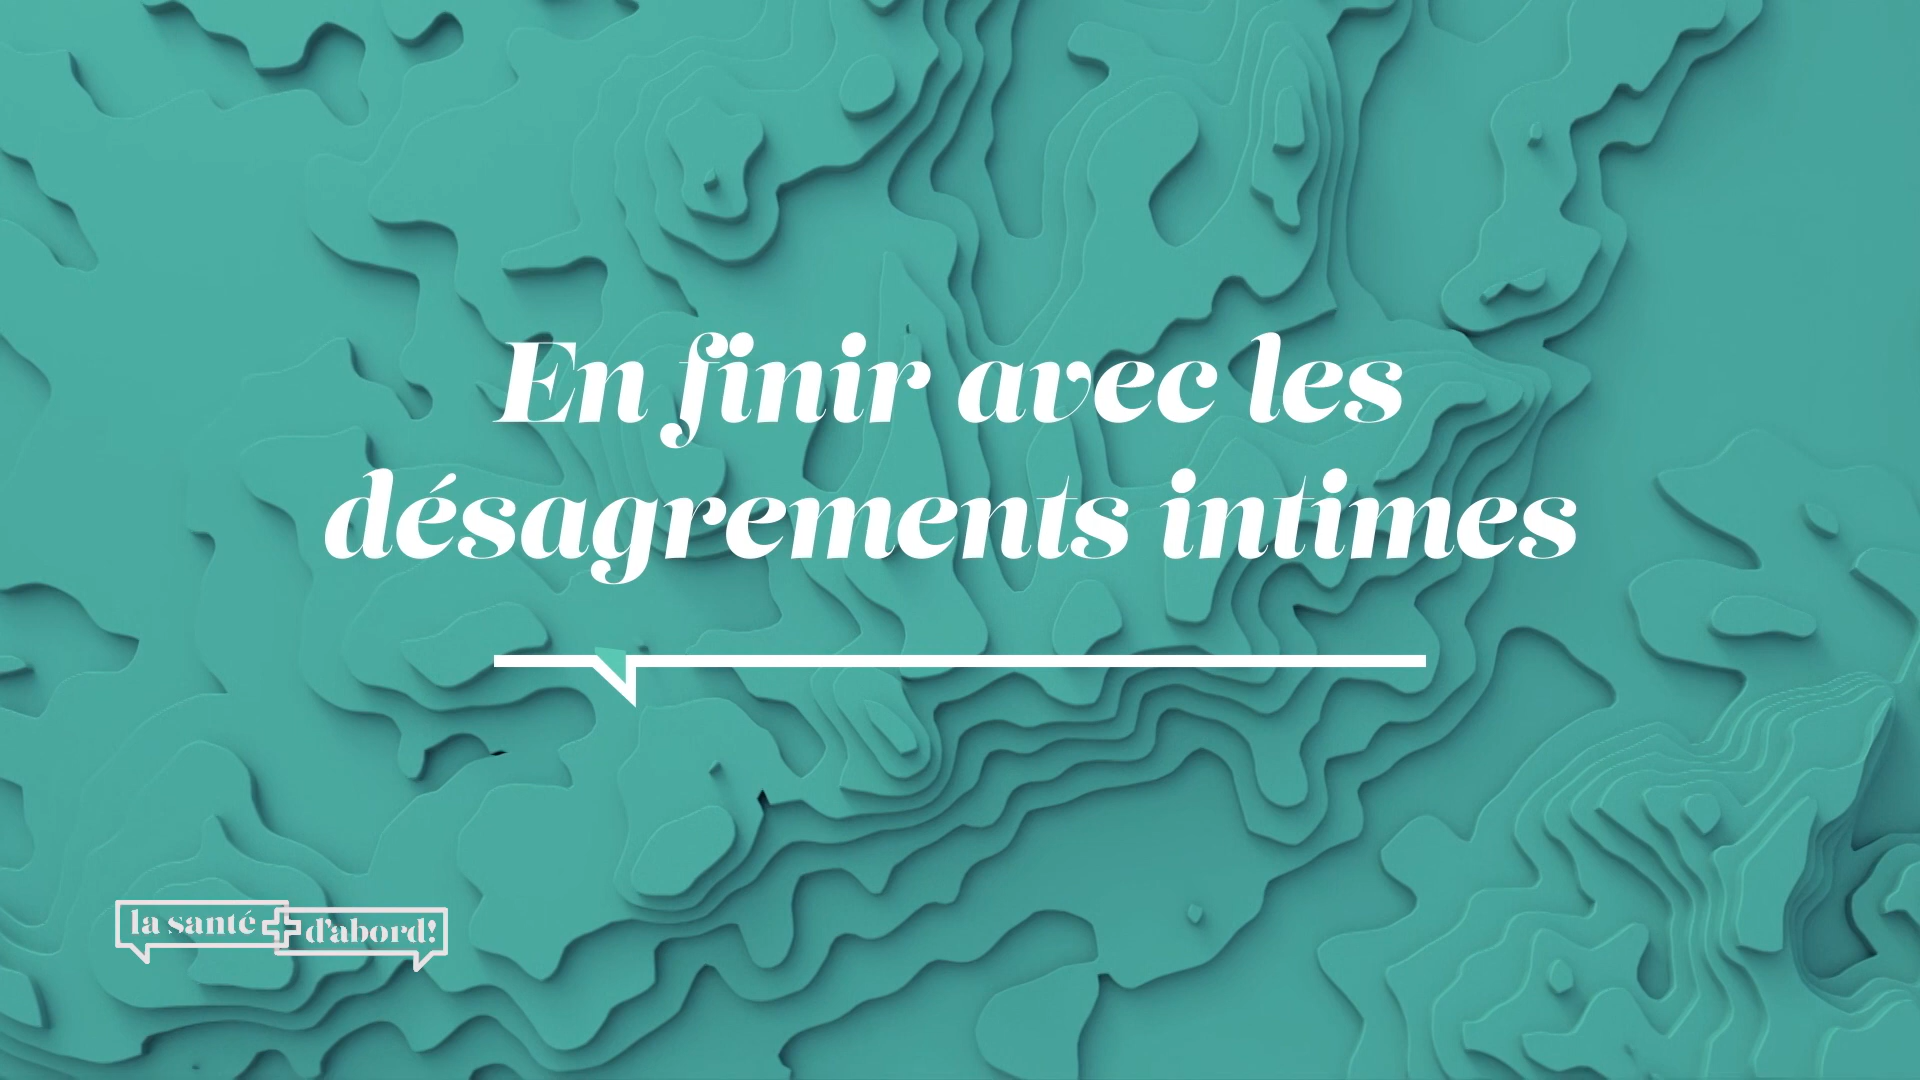 En finir avec les
désagrements intimes
la santé d'abord!